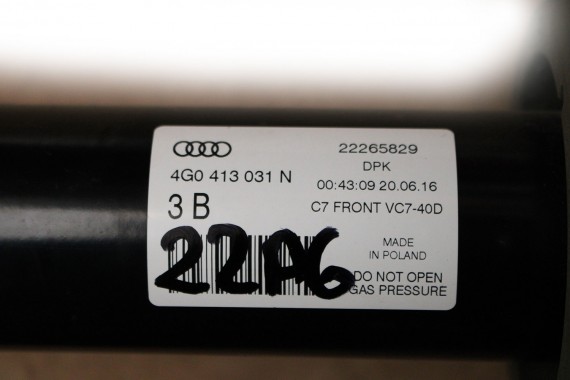 22265829
4G0 413 031 N
DPK
00:43:09 20.06.16
3 B
C7 FRONT VC7-40D
MADE
IN POLAND
22A6
DO NOT OPEN
GAS PRESSURE